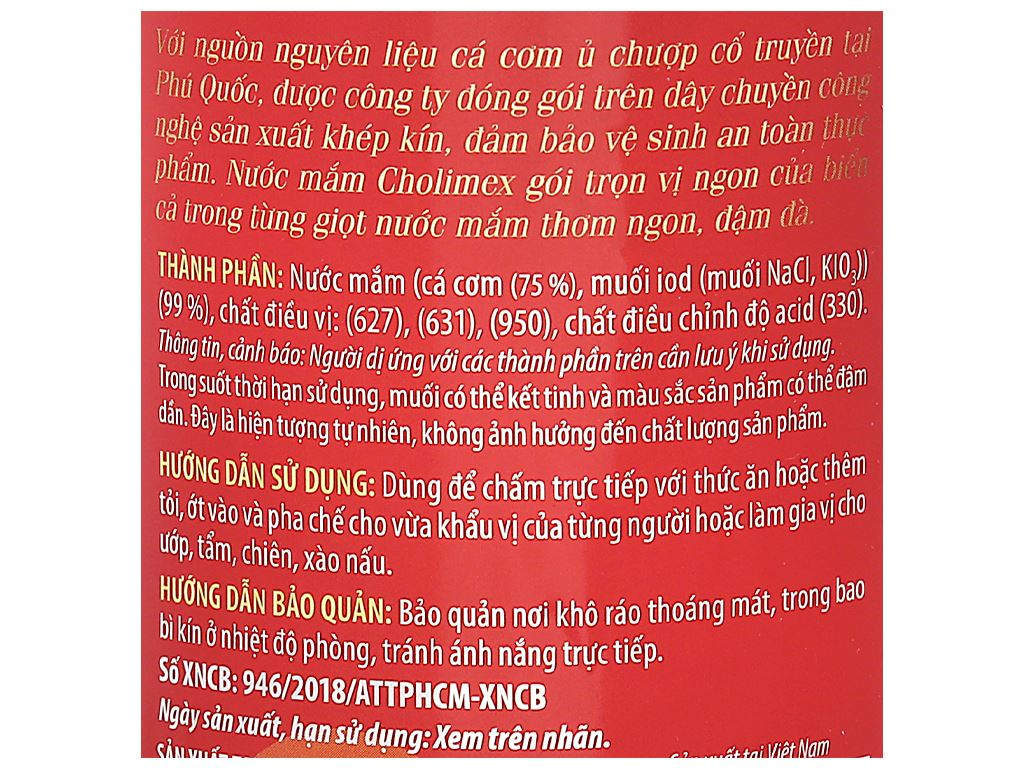 Với nguồn nguyên liệu cá cơm ủ chượp cổ truyền tại
Phú Quốc, được công ty đóng gói trên dây chuyền công
nghệ sản xuất khép kín, đảm bảo vệ sinh an toàn thực
phẩm. Nước mắm Cholimex gói trọn vị ngon của biển
cả trong từng giọt nước mắm thơm ngon, đậm đà.
THÀNH PHẦN: Nước mắm (cá cơm (75 %), muối iod (muối NaCl, KIO₃))
(99 %), chất điều vị: (627), (631), (950), chất điều chỉnh độ acid (330).
Thông tin, cảnh báo: Người dị ứng với các thành phần trên cần lưu ý khi sử dụng.
Trong suốt thời hạn sử dụng, muối có thể kết tinh và màu sắc sản phẩm có thể đậm
dần. Đây là hiện tượng tự nhiên, không ảnh hưởng đến chất lượng sản phẩm.
HƯỚNG DẪN SỬ DỤNG: Dùng để chấm trực tiếp với thức ăn hoặc thêm
tỏi, ớt vào và pha chế cho vừa khẩu vị của từng người hoặc làm gia vị cho
ướp, tẩm, chiên, xào nấu.
HƯỚNG DẪN BẢO QUẢN: Bảo quản nơi khô ráo thoáng mát, trong bao
bì kín ở nhiệt độ phòng, tránh ánh nắng trực tiếp.
Số XNCB: 946/2018/ATTPHCM-XNCB
Ngày sản xuất, hạn sử dụng: Xem trên nhãn.
SẢN XUẤT
xuất tại Việt Nam